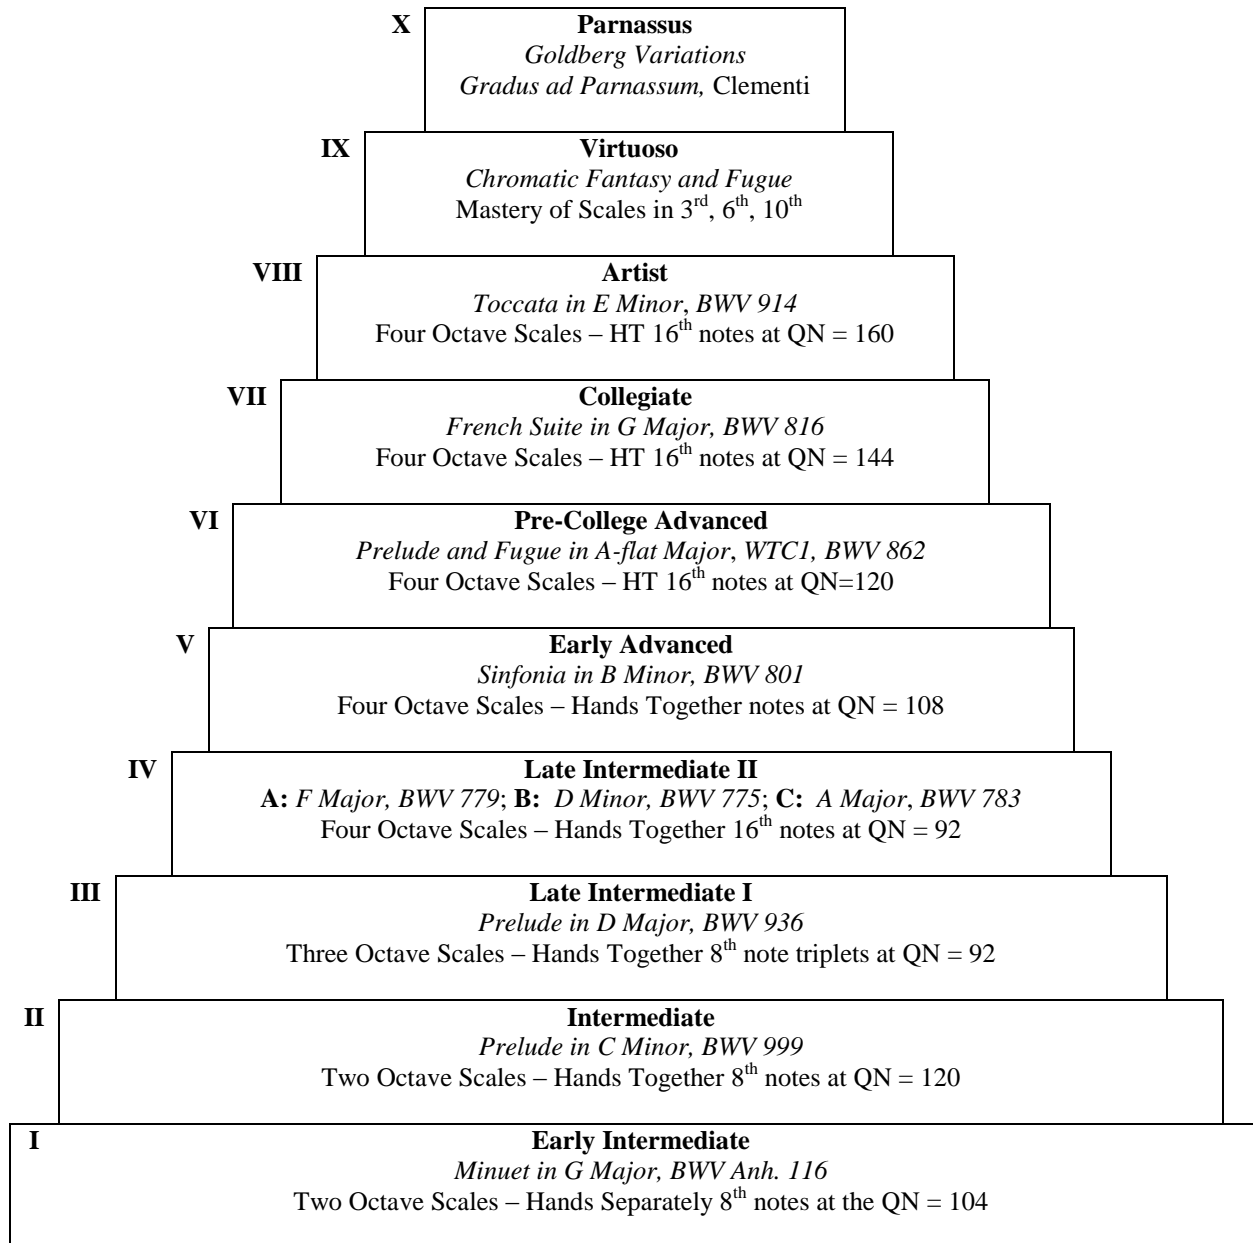 X Parnassus
Goldberg Variations
Gradus ad Parnassum, Clementi
IX Virtuoso
Chromatic Fantasy and Fugue
Mastery of Scales in 3rd, 6th, 10th
VIII Artist
Toccata in E Minor, BWV 914
Four Octave Scales – HT 16th notes at QN = 160
VII Collegiate
French Suite in G Major, BWV 816
Four Octave Scales – HT 16th notes at QN = 144
VI Pre-College Advanced
Prelude and Fugue in A-flat Major, WTC1, BWV 862
Four Octave Scales – HT 16th notes at QN=120
V Early Advanced
Sinfonia in B Minor, BWV 801
Four Octave Scales – Hands Together notes at QN = 108
IV Late Intermediate II
A: F Major, BWV 779; B: D Minor, BWV 775; C: A Major, BWV 783
Four Octave Scales – Hands Together 16th notes at QN = 92
III Late Intermediate I
Prelude in D Major, BWV 936
Three Octave Scales – Hands Together 8th note triplets at QN = 92
II Intermediate
Prelude in C Minor, BWV 999
Two Octave Scales – Hands Together 8th notes at QN = 120
I Early Intermediate
Minuet in G Major, BWV Anh. 116
Two Octave Scales – Hands Separately 8th notes at the QN = 104